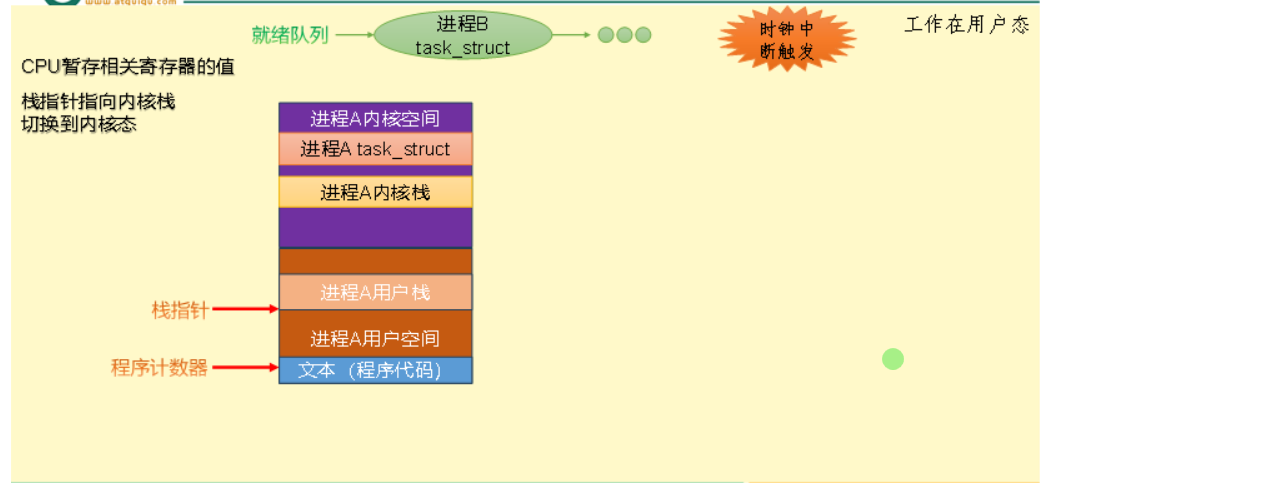 www.atguigu.com
就绪队列
进程B
task_struct
时钟中
断触发
工作在用户态
CPU暂存相关寄存器的值
栈指针指向内核栈
切换到内核态
进程A内核空间
进程A task_struct
进程A内核栈
进程A用户栈
栈指针
进程A用户空间
程序计数器
文本（程序代码）